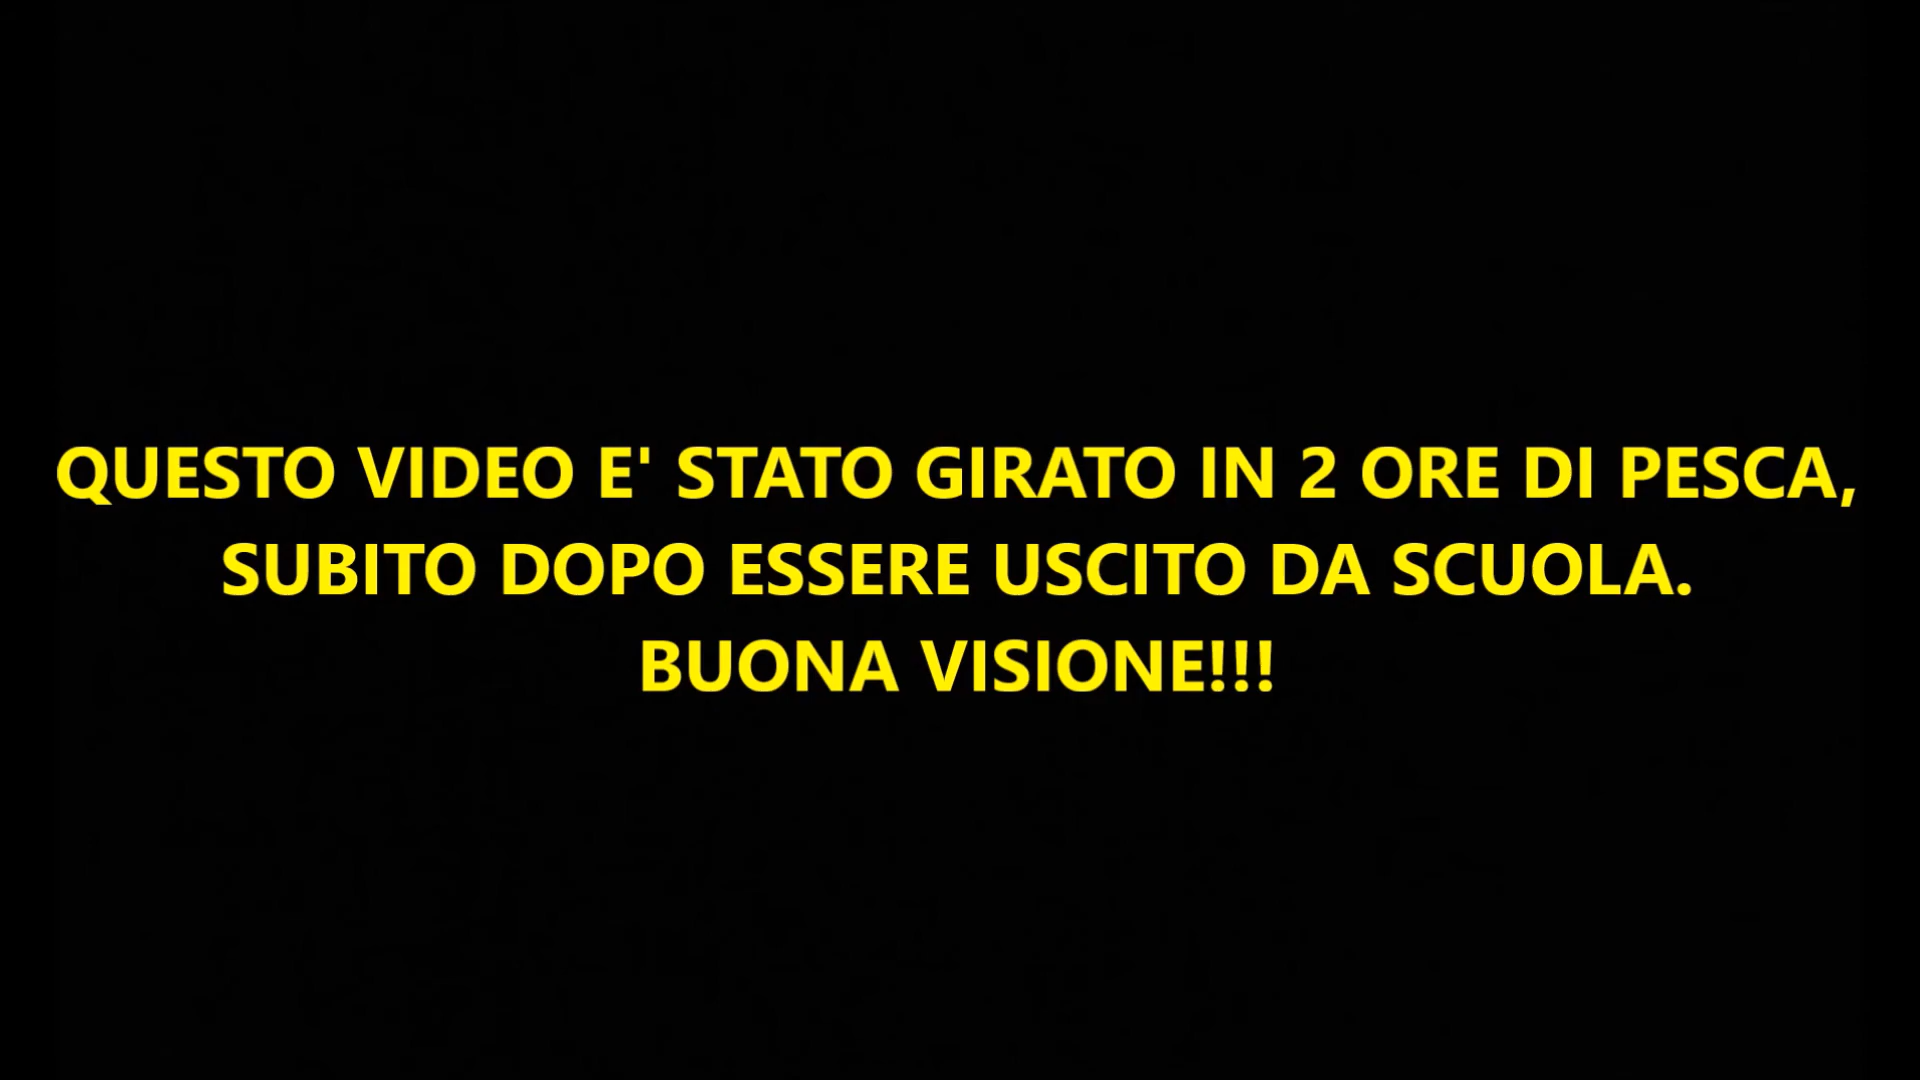 QUESTO VIDEO E' STATO GIRATO IN 2 ORE DI PESCA,
SUBITO DOPO ESSERE USCITO DA SCUOLA.
BUONA VISIONE!!!